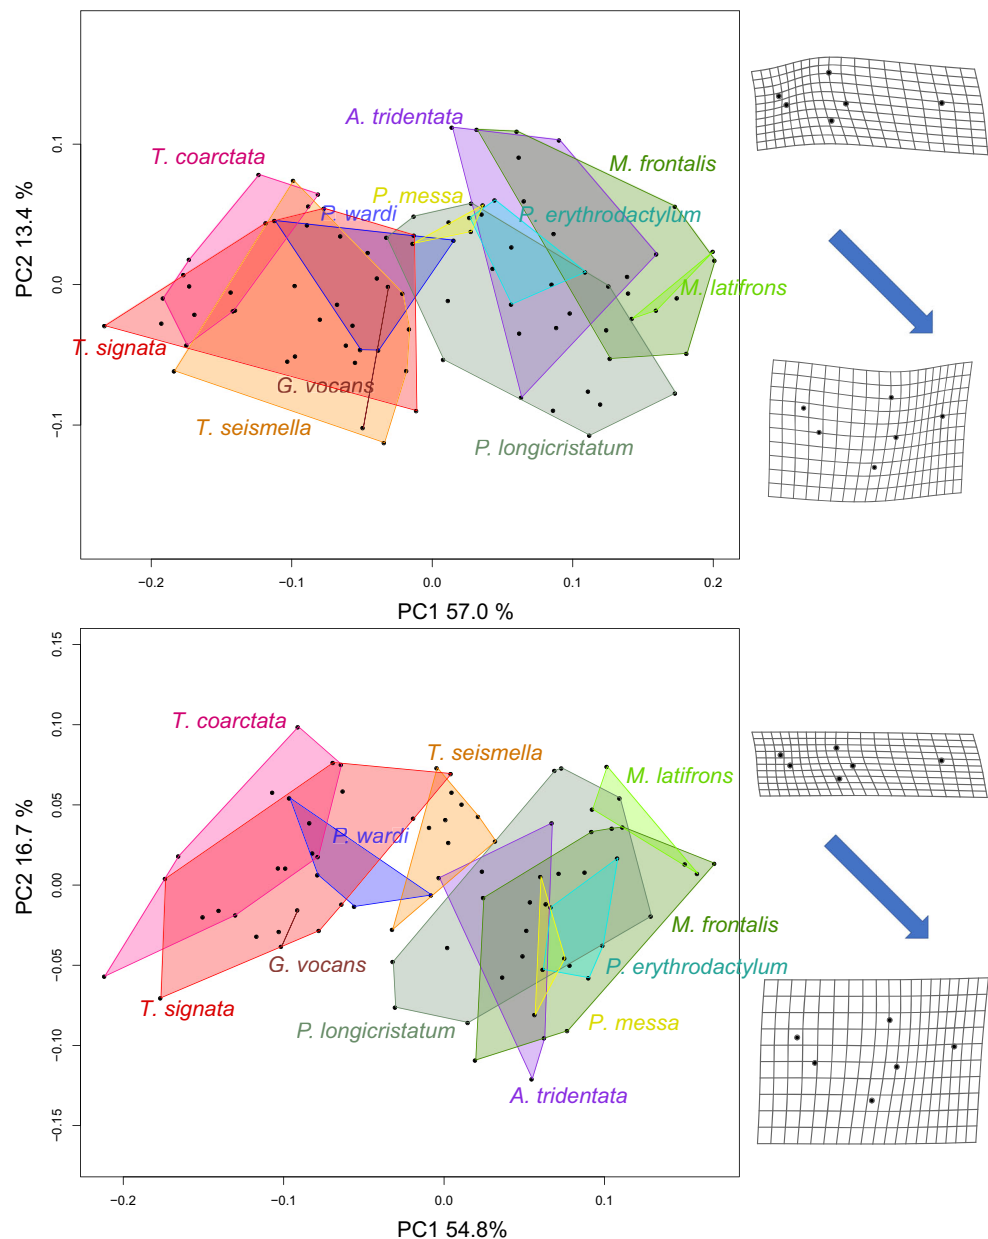 A. tridentata
T. coarctata
M. frontalis
P. messa
P. wardi
P. erythrodactylum
M. latifrons
T. signata
G. vocans
T. seismella
P. longicristatum
0.1
0.0
−0.1
PC2 13.4 %
−0.2
−0.1
0.0
0.1
0.2
PC1 57.0 %
0.15
0.10
0.05
0.00
−0.05
−0.10
−0.15
PC2 16.7 %
T. coarctata
T. seismella
M. latifrons
P. wardi
M. frontalis
G. vocans
P. erythrodactylum
T. signata
P. longicristatum
P. messa
A. tridentata
−0.2
−0.1
0.0
0.1
PC1 54.8%